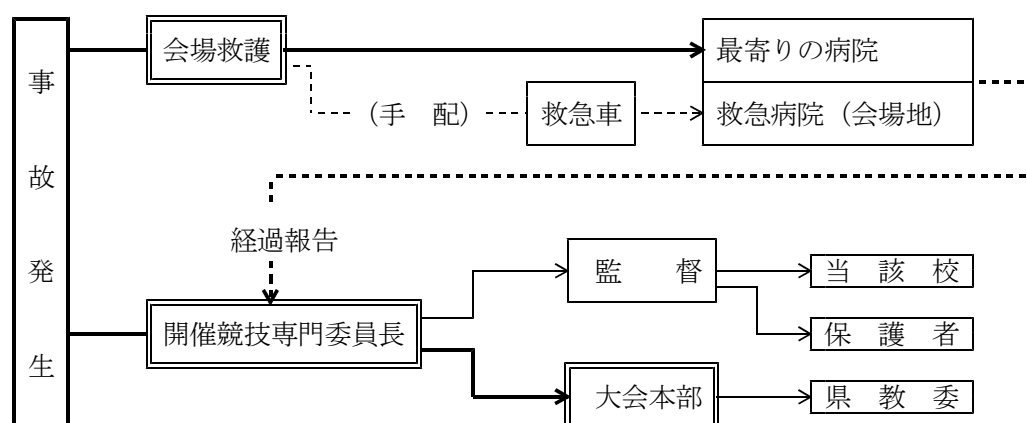 事故発生
会場救護
最寄りの病院
(手　配)
救急車
救急病院（会場地）
経過報告
監　督
当　該　校
開催競技専門委員長
保　護　者
大会本部
県　教　委